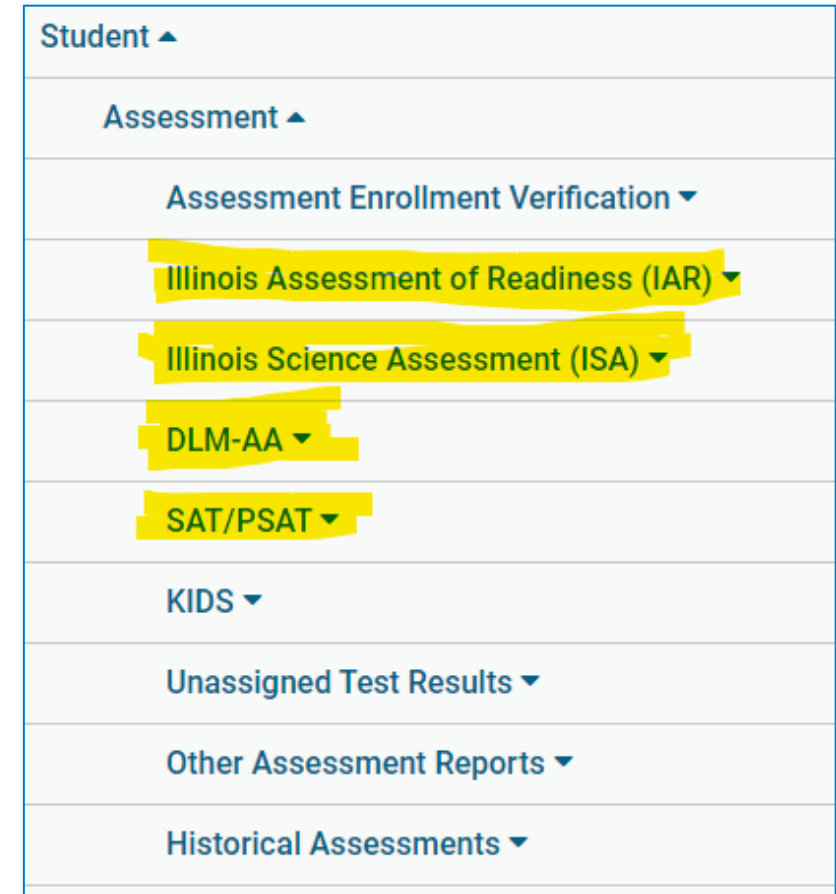 Student
Assessment
Assessment Enrollment Verification
Illinois Assessment of Readiness (IAR)
Illinois Science Assessment (ISA)
DLM-AA
SAT/PSAT
KIDS
Unassigned Test Results
Other Assessment Reports
Historical Assessments